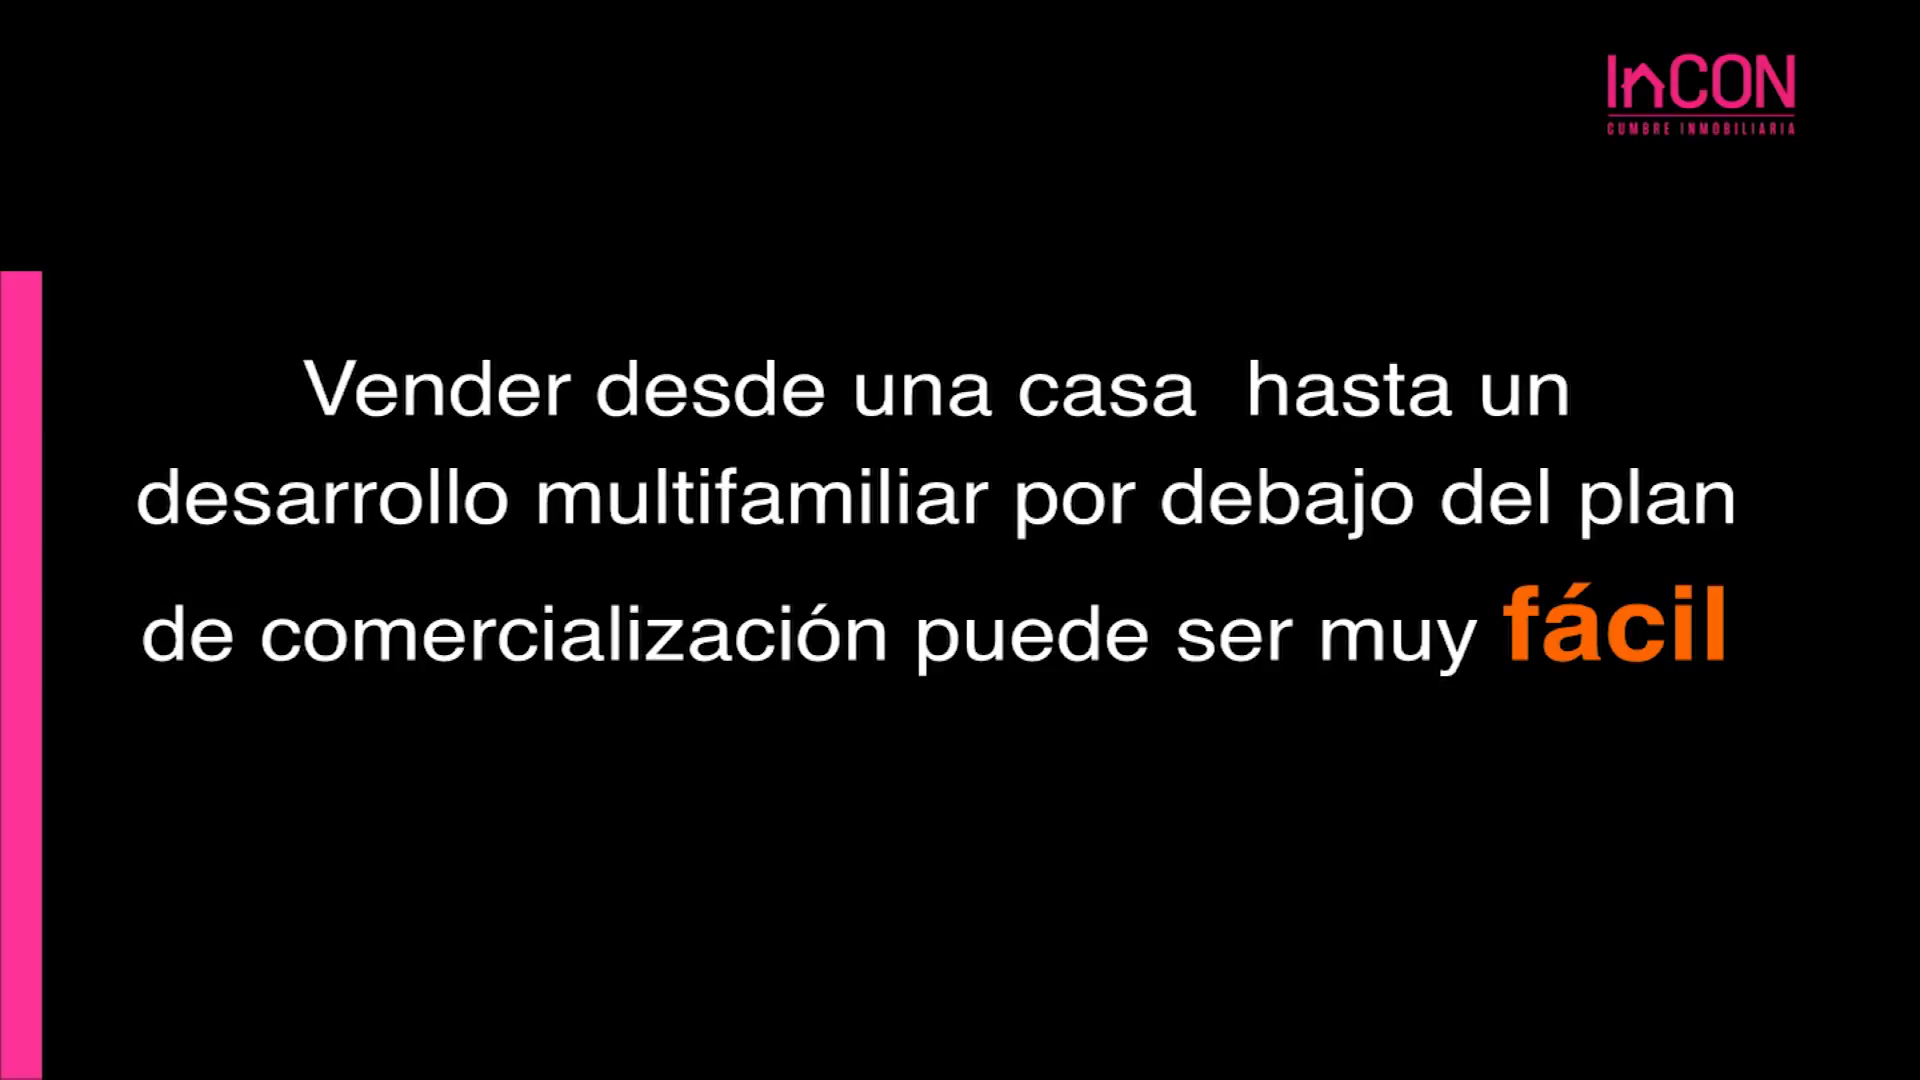 InCON
CUMBRE INMOBILIARIA
Vender desde una casa  hasta un
desarrollo multifamiliar por debajo del plan
de comercialización puede ser muy fácil